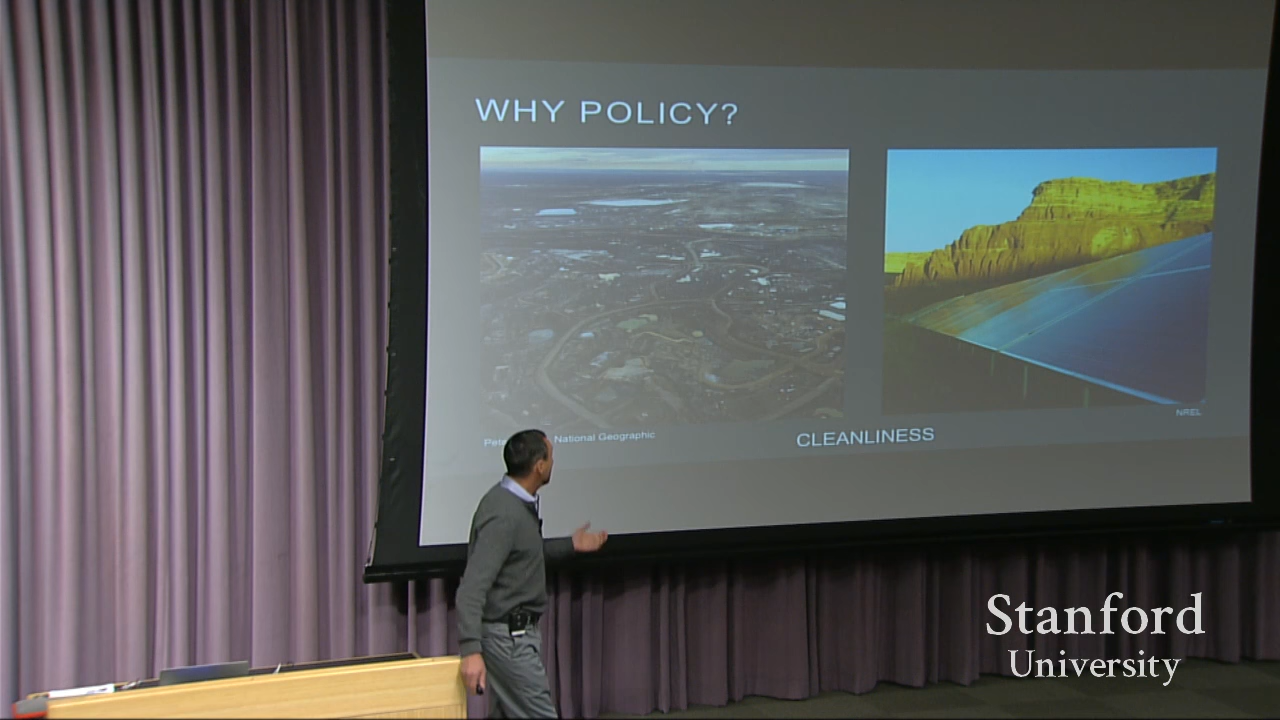 WHY POLICY?
National Geographic
CLEANLINESS
NREL
Stanford
University